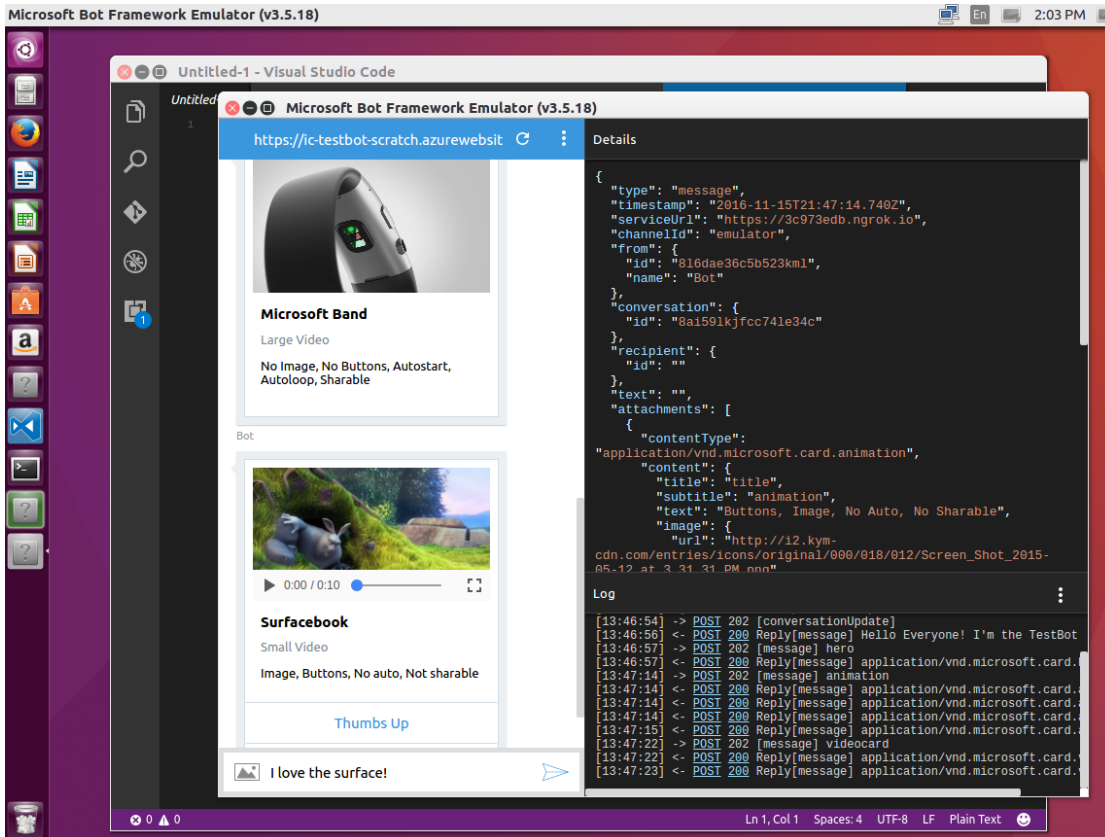 Microsoft Bot Framework Emulator (v3.5.18)
En
2:03 PM
Untitled-1 - Visual Studio Code
Untitled-
1
Microsoft Bot Framework Emulator (v3.5.18)
https://ic-testbot-scratch.azurewebsit
Microsoft Band
Large Video
No Image, No Buttons, Autostart,
Autoloop, Sharable
Bot
0:00 / 0:10
Surfacebook
Small Video
Image, Buttons, No auto, Not sharable
Thumbs Up
I love the surface!
Details
{
"type": "message",
"timestamp": "2016-11-15T21:47:14.740Z",
"serviceUrl": "https://3c973edb.ngrok.io",
"channelId": "emulator",
"from": {
"id": "8l6dae36c5b523kml",
"name": "Bot"
},
"conversation": {
"id": "8ai59lkjfcc74le34c"
},
"recipient": {
"id": ""
},
"text": "",
"attachments": [
{
"contentType":
"application/vnd.microsoft.card.animation",
"content": {
"title": "title",
"subtitle": "animation",
"text": "Buttons, Image, No Auto, No Sharable",
"image": {
"url": "http://i2.kym-
cdn.com/entries/icons/original/000/018/012/Screen_Shot_2015-
05-12_at_3.31.31_PM.png"
Log
[13:46:54] -> POST 202 [conversationUpdate]
[13:46:56] <- POST 200 Reply[message] Hello Everyone! I'm the TestBot
[13:46:57] -> POST 202 [message] hero
[13:46:57] <- POST 200 Reply[message] application/vnd.microsoft.card.
[13:47:14] -> POST 202 [message] animation
[13:47:14] <- POST 200 Reply[message] application/vnd.microsoft.card.
[13:47:14] <- POST 200 Reply[message] application/vnd.microsoft.card.
[13:47:14] <- POST 200 Reply[message] application/vnd.microsoft.card.
[13:47:15] <- POST 200 Reply[message] application/vnd.microsoft.card.
[13:47:22] -> POST 202 [message] videocard
[13:47:22] <- POST 200 Reply[message] application/vnd.microsoft.card.
[13:47:23] <- POST 200 Reply[message] application/vnd.microsoft.card.
1
0
0
Ln 1, Col 1
Spaces: 4
UTF-8
LF
Plain Text